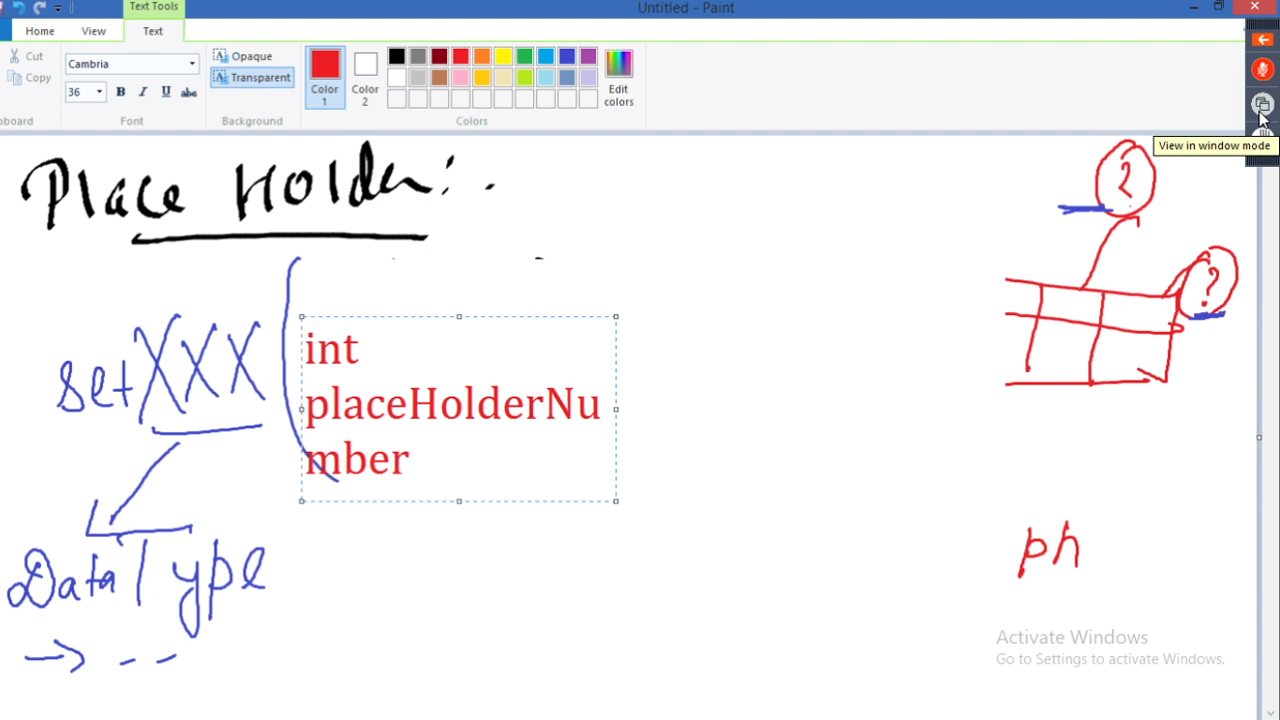 Untitled - Paint
Text Tools
Home
View
Text
Cut
Copy
Cambria
36
B
I
U
abc
Opaque
Transparent
Color 1
Color 2
Edit colors
board
Font
Background
Colors
View in window mode
Place Holder:.
?
?
setXXX (
int
placeHolderNu
mber
DataType
→ - -
ph
Activate Windows
Go to Settings to activate Windows.